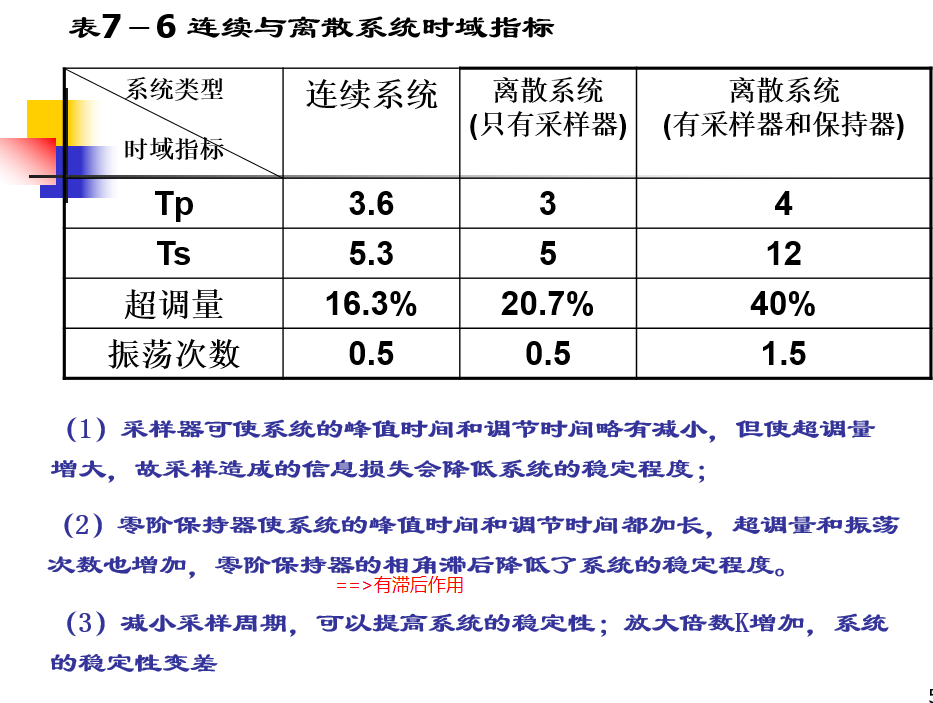 表7-6 连续与离散系统时域指标
系统类型
时域指标
连续系统
离散系统
(只有采样器)
离散系统
(有采样器和保持器)
Tp 3.6 3 4
Ts 5.3 5 12
超调量 16.3% 20.7% 40%
振荡次数 0.5 0.5 1.5
(1) 采样器可使系统的峰值时间和调节时间略有减小，但使超调量
增大，故采样造成的信息损失会降低系统的稳定程度；
(2) 零阶保持器使系统的峰值时间和调节时间都加长，超调量和振荡
次数也增加，零阶保持器的相角滞后降低了系统的稳定程度。
==>有滞后作用
(3) 减小采样周期，可以提高系统的稳定性；放大倍数K增加，系统
的稳定性变差